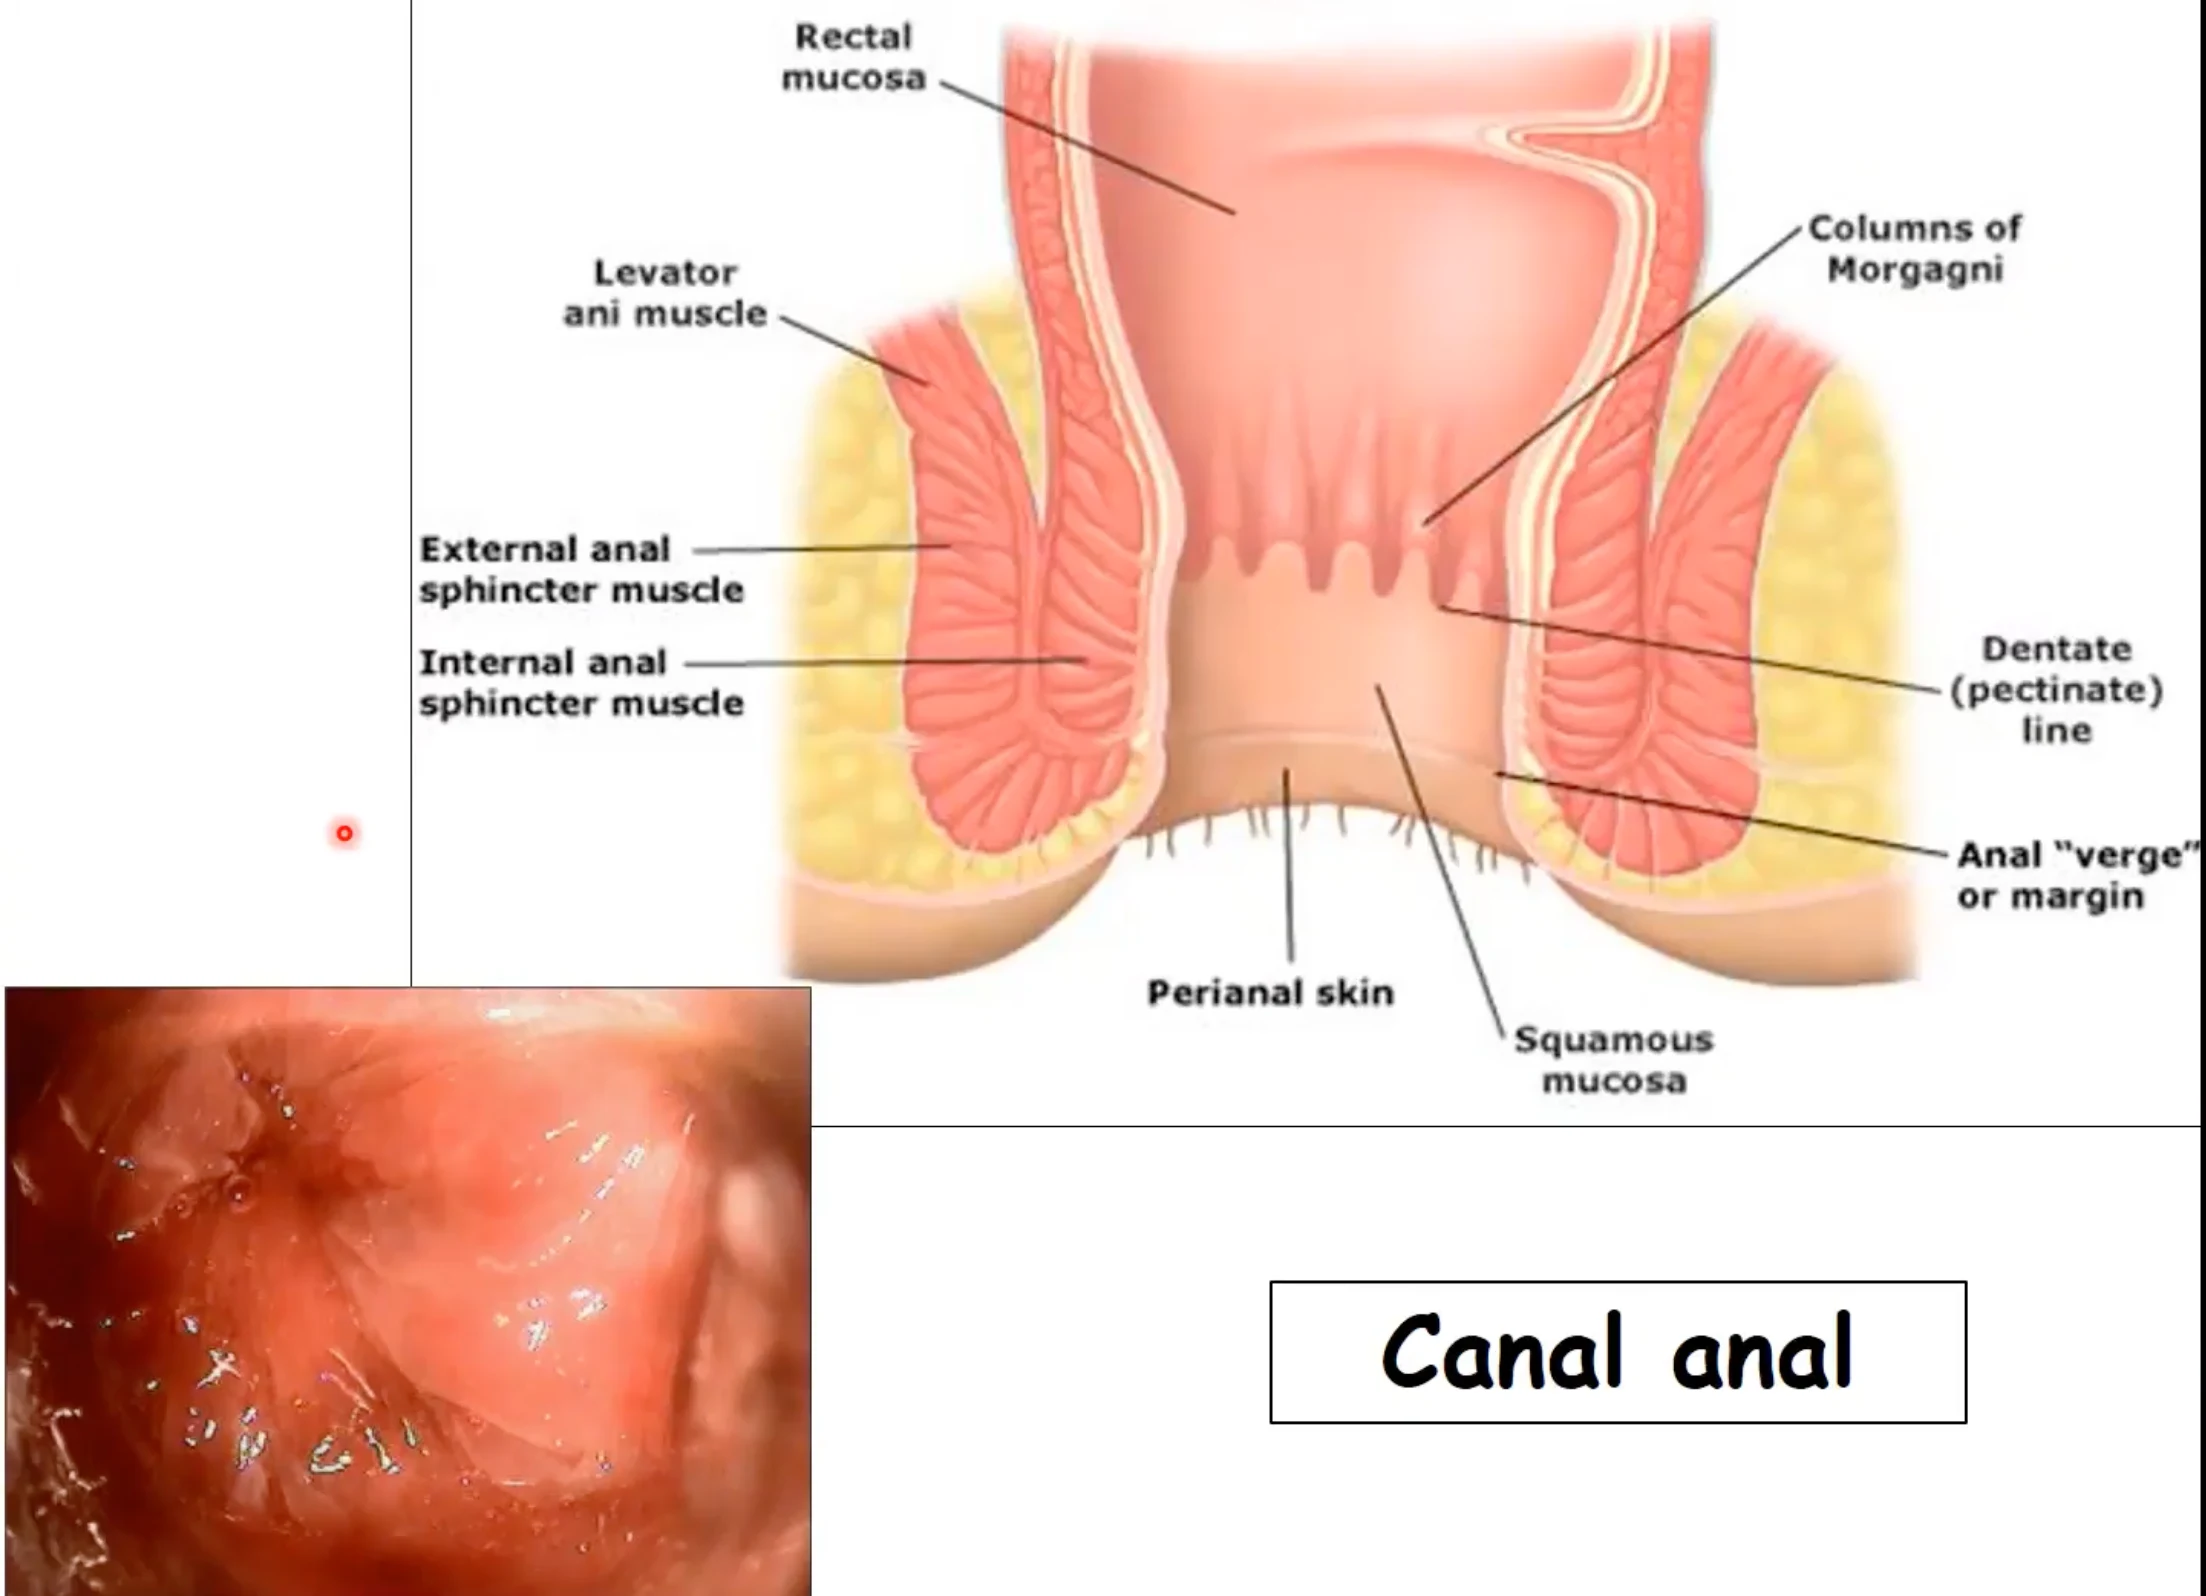 Rectal
mucosa
Columns of
Morgagni
Levator
ani muscle
External anal
sphincter muscle
Internal anal
sphincter muscle
Dentate
(pectinate)
line
Anal “verge”
or margin
Perianal skin
Squamous
mucosa
Canal anal